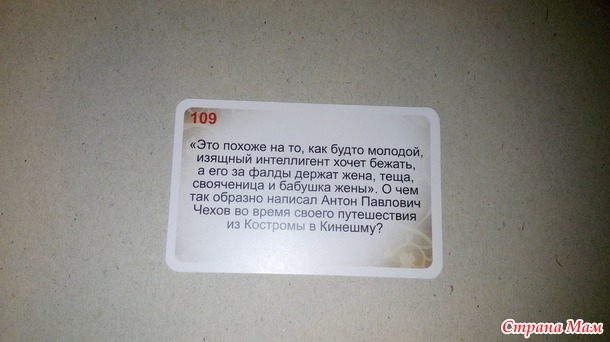 109
«Это похоже на то, как будто молодой,
изящный интеллигент хочет бежать,
а его за фалды держат жена, теща,
свояченица и бабушка жены». О чем
так образно написал Антон Павлович
Чехов во время своего путешествия
из Костромы в Кинешму?
Страна Мам